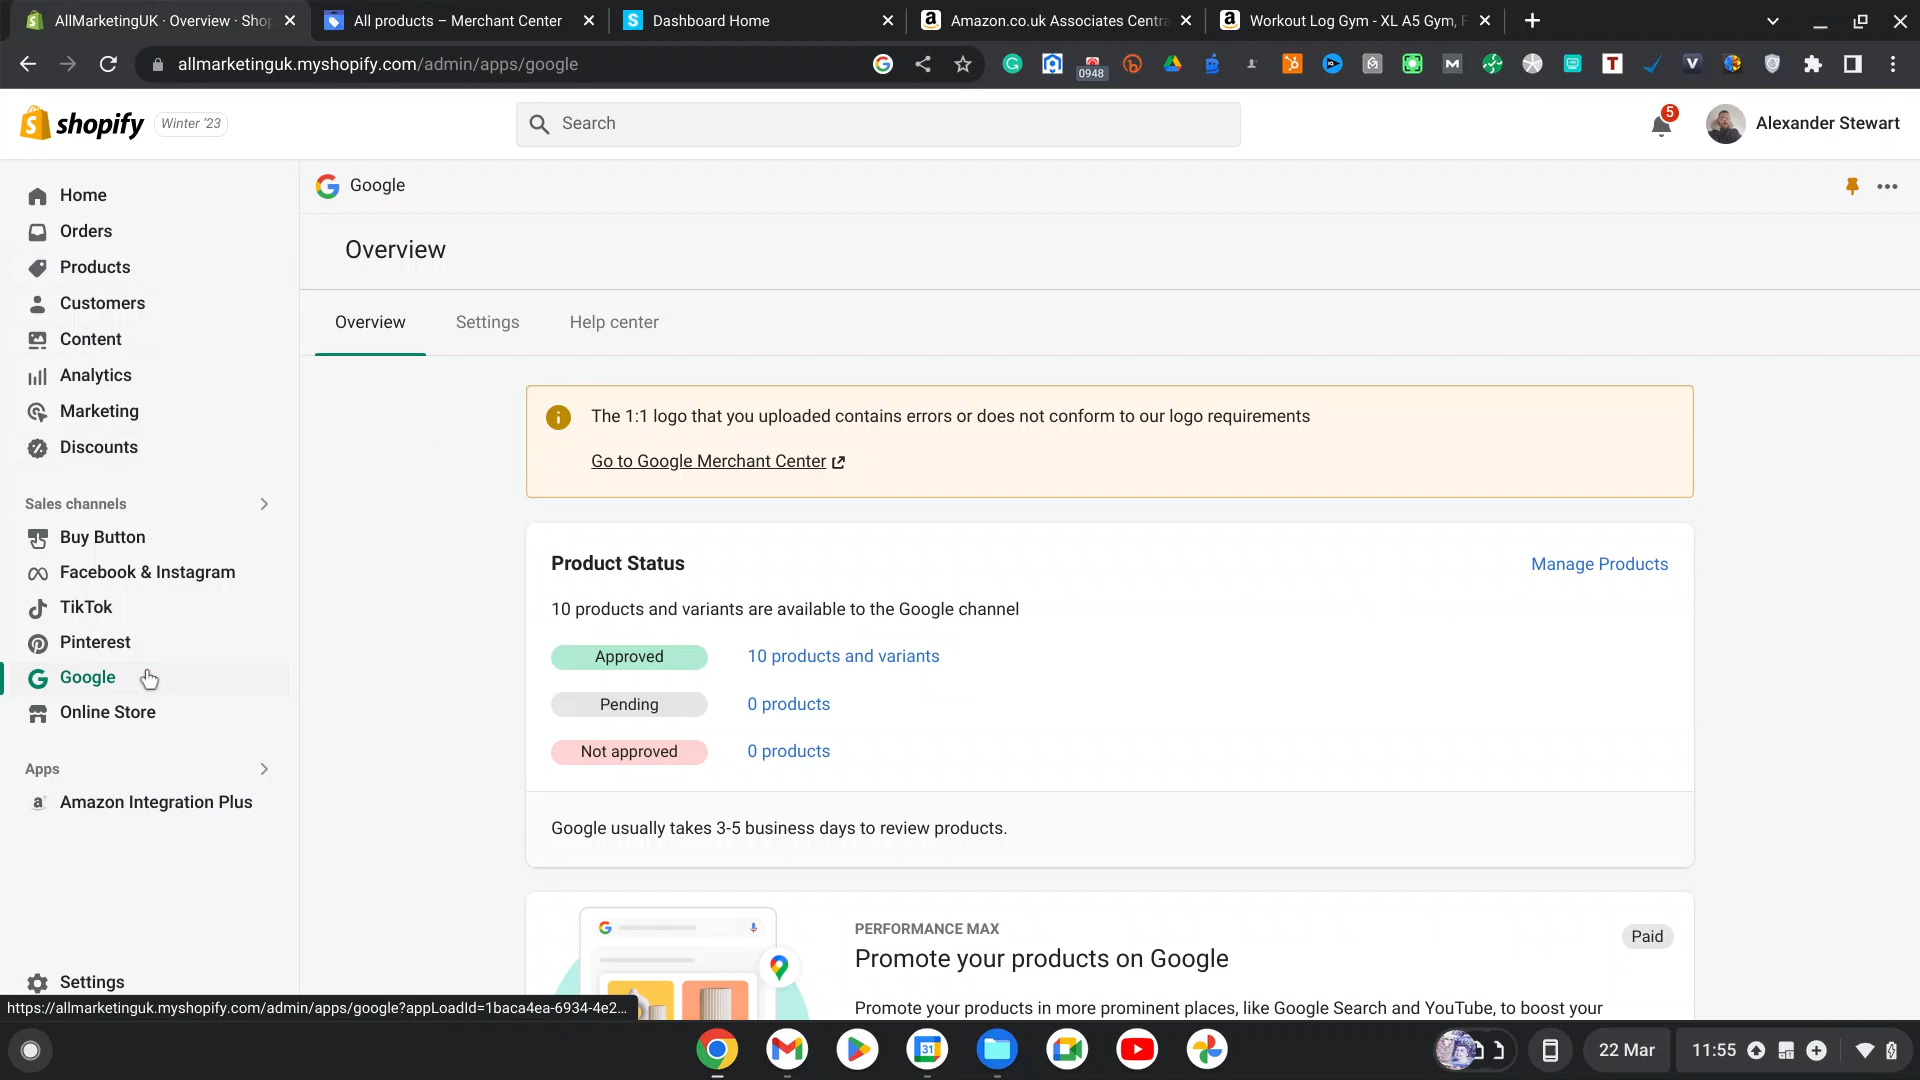 AllMarketingUK · Overview · Shop
All products – Merchant Center
Dashboard Home
Amazon.co.uk Associates Centra
Workout Log Gym - XL A5 Gym, F
allmarketinguk.myshopify.com/admin/apps/google
0948
shopify
Winter '23
Search
5
Alexander Stewart
Home
Orders
Products
Customers
Content
Analytics
Marketing
Discounts
Sales channels
Buy Button
Facebook & Instagram
TikTok
Pinterest
Google
Online Store
Apps
Amazon Integration Plus
Settings
Google
Overview
Overview
Settings
Help center
The 1:1 logo that you uploaded contains errors or does not conform to our logo requirements
Go to Google Merchant Center
Product Status
Manage Products
10 products and variants are available to the Google channel
Approved
10 products and variants
Pending
0 products
Not approved
0 products
Google usually takes 3-5 business days to review products.
PERFORMANCE MAX
Paid
Promote your products on Google
Promote your products in more prominent places, like Google Search and YouTube, to boost your
https://allmarketinguk.myshopify.com/admin/apps/google?appLoadId=1baca4ea-6934-4e2...
31
22 Mar
11:55